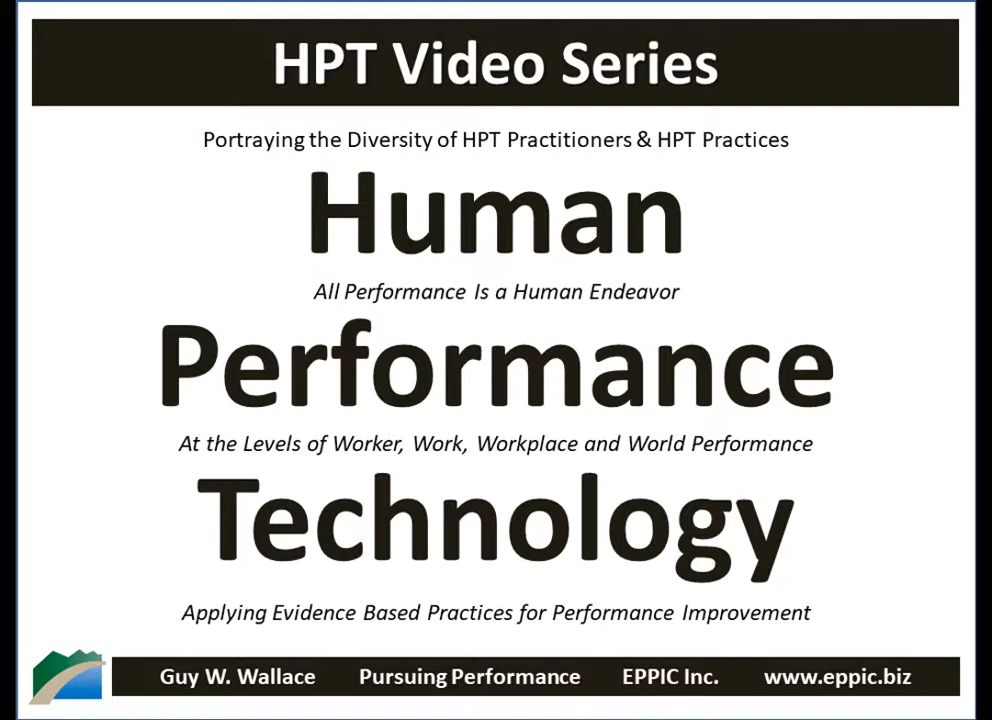 HPT Video Series
Portraying the Diversity of HPT Practitioners & HPT Practices
Human
All Performance Is a Human Endeavor
Performance
At the Levels of Worker, Work, Workplace and World Performance
Technology
Applying Evidence Based Practices for Performance Improvement
Guy W. Wallace Pursuing Performance EPPIC Inc. www.eppic.biz